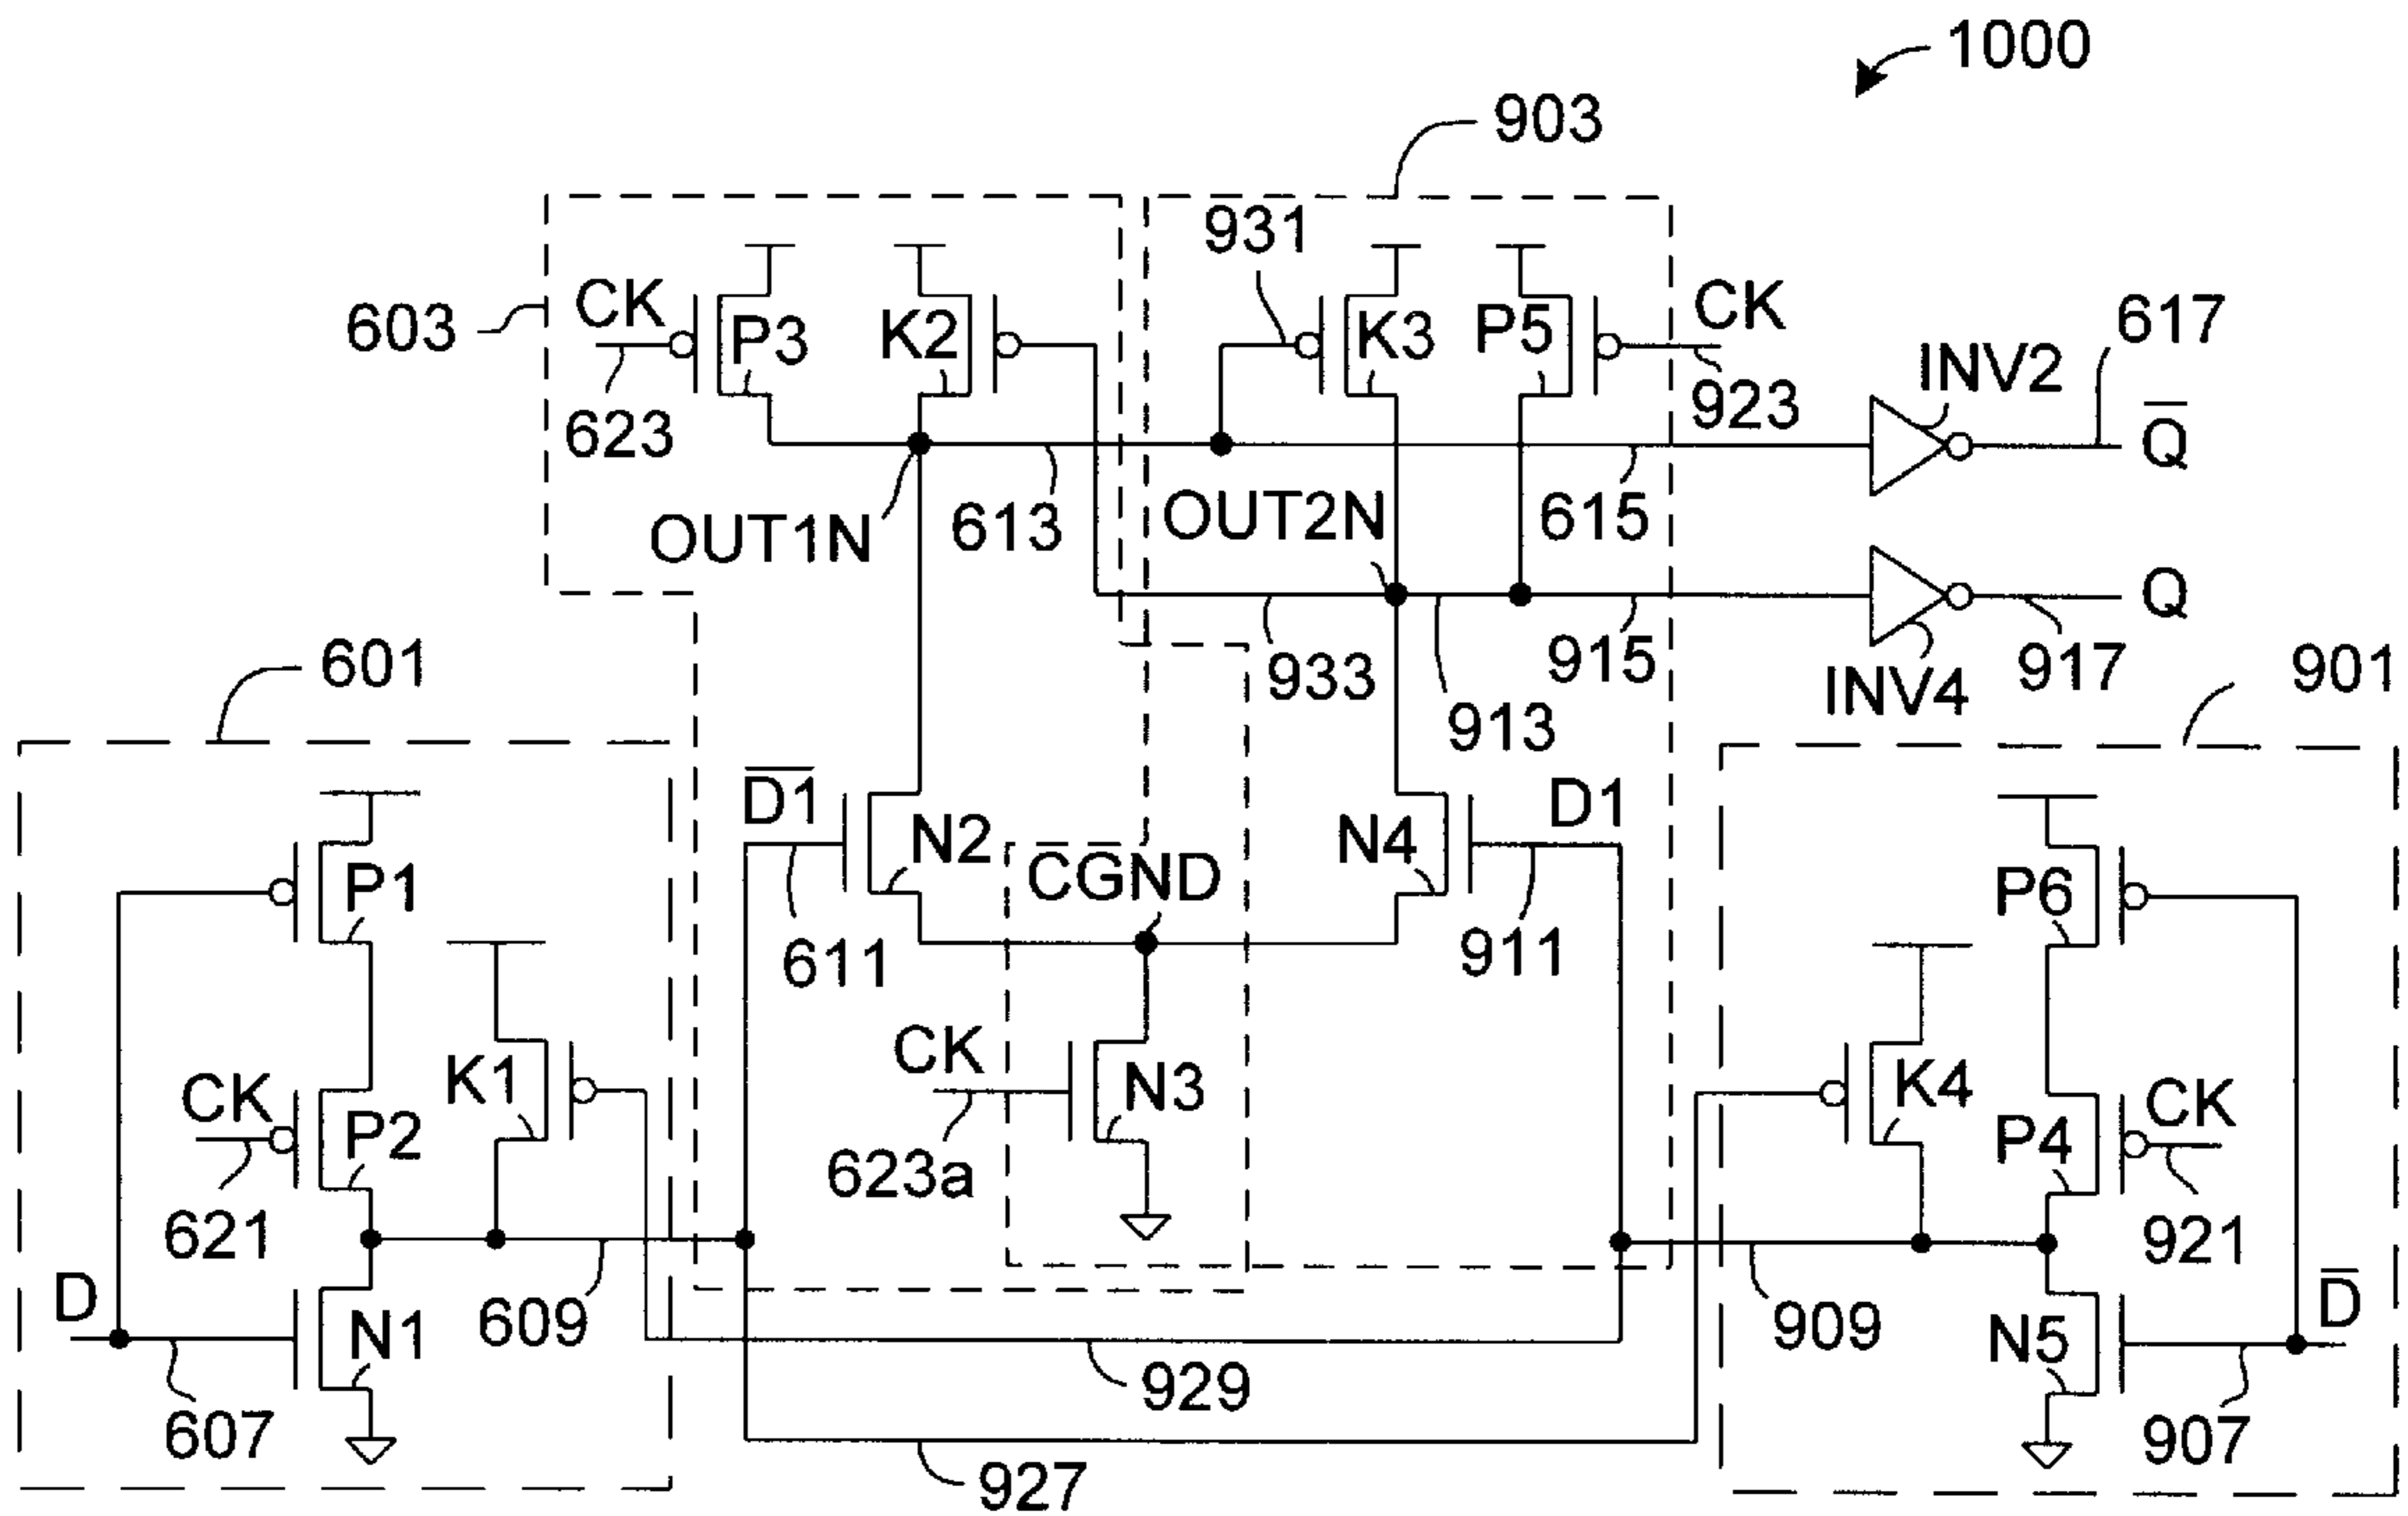 1000
903
931
603
CK
P3
K2
K3
P5
CK
INV2
617
623
923
Q̅
OUT1N
613
OUT2N
615
Q
601
933
915
917
INV4
901
913
D̅1̅
N2
N4
D1
CGND
P1
P6
611
911
CK
K1
CK
N3
K4
CK
P2
P4
623a
621
921
D
N1
609
909
N5
D̅
607
929
907
927